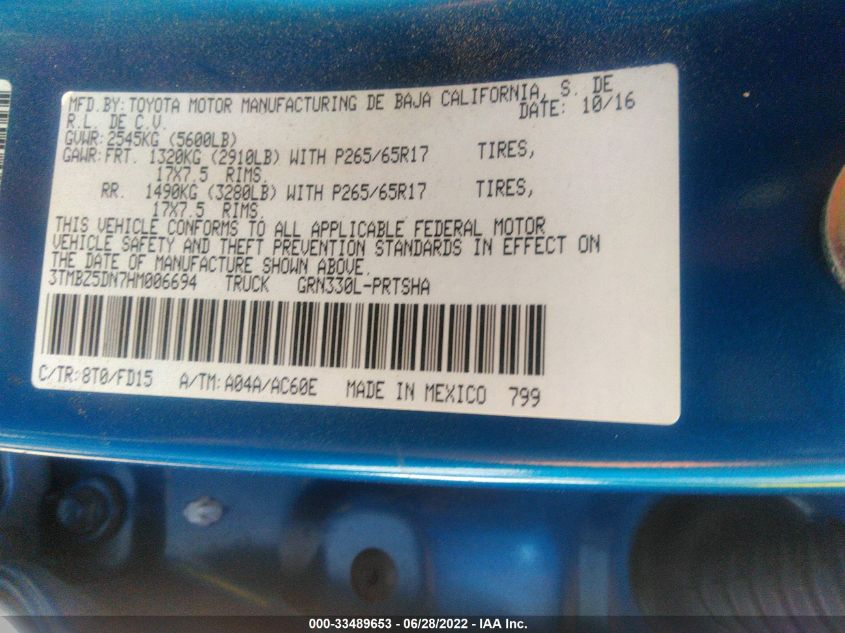 MFD.BY:TOYOTA MOTOR MANUFACTURING DE BAJA CALIFORNIA, S. DE
R.L. DE C.V. DATE: 10/16
GVWR:2545KG (5600LB)
GAWR:FRT. 1320KG (2910LB) WITH P265/65R17 TIRES,
17X7.5 RIMS.
RR. 1490KG (3280LB) WITH P265/65R17 TIRES,
17X7.5 RIMS.
THIS VEHICLE CONFORMS TO ALL APPLICABLE FEDERAL MOTOR
VEHICLE SAFETY AND THEFT PREVENTION STANDARDS IN EFFECT ON
THE DATE OF MANUFACTURE SHOWN ABOVE.
3TMBZ5DN7HM006694 TRUCK GRN330L-PRTSHA
C/TR:8T0/FD15 A/TM:A04A/AC60E MADE IN MEXICO 799
000-33489653 - 06/28/2022 - IAA Inc.